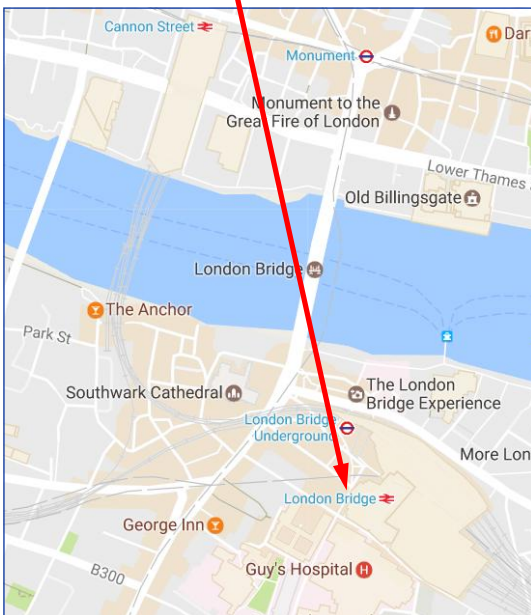 Cannon Street
Dar
Monument
Monument to the
Great Fire of London
Lower Thames
Old Billingsgate
London Bridge
The Anchor
Park St
Southwark Cathedral
The London
Bridge Experience
London Bridge
Underground
More Lon
London Bridge
George Inn
B300
Guy's Hospital H